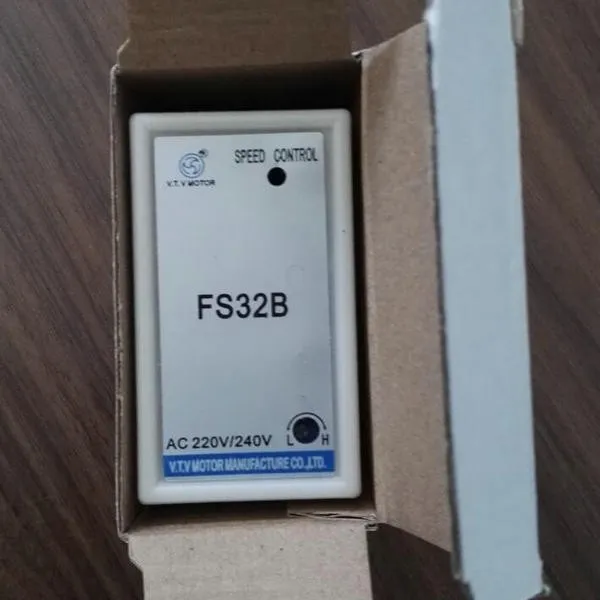 SPEED CONTROL
V.T.V MOTOR
FS32B
AC 220V/240V
L H
V.T.V MOTOR MANUFACTURE CO.,LTD.